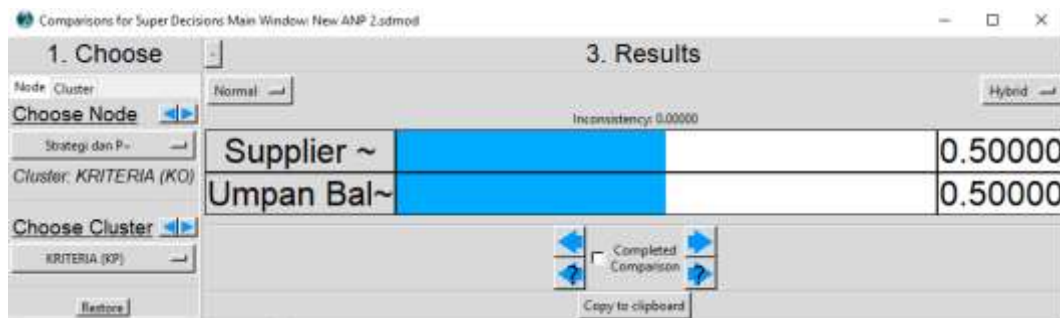 Comparisons for Super Decisions Main Window: New ANP 2.sdmod
1. Choose
Node Cluster
Choose Node
Strategi dan P~
Cluster: KRITERIA (KO)
Choose Cluster
KRITERIA (KP)
Restore
-
3. Results
Normal
Hybrid
Inconsistency: 0.00000
Supplier ~ 0.50000
Umpan Bal~ 0.50000
Completed
Comparison
?
?
Copy to clipboard